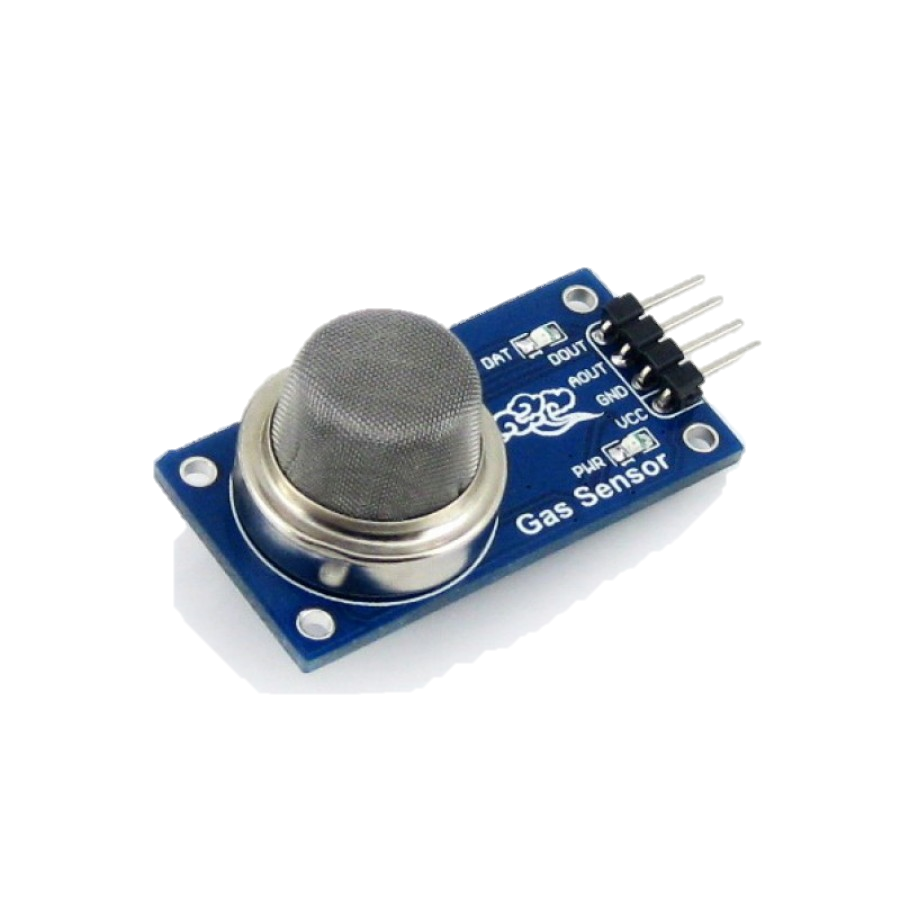 DAT
DOUT
AOUT
GND
VCC
PWR
Gas Sensor